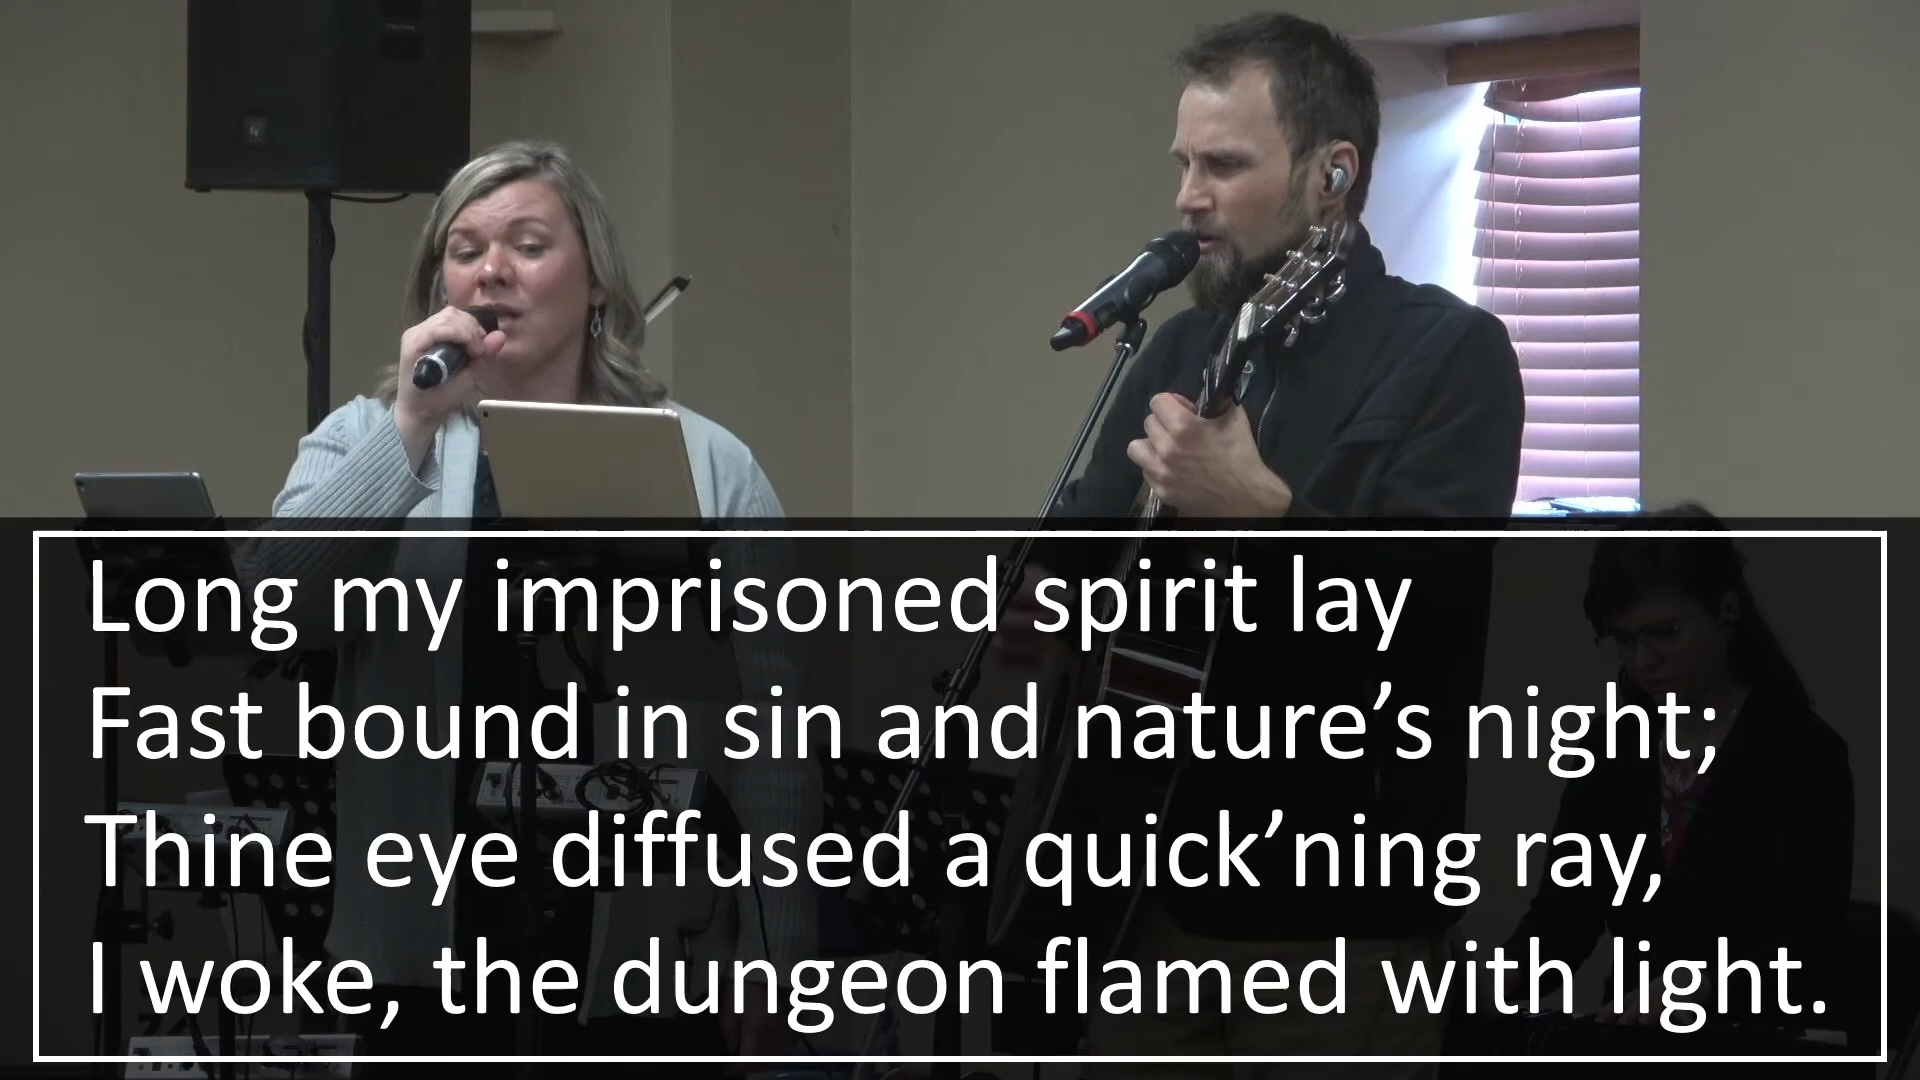 Long my imprisoned spirit lay
Fast bound in sin and nature’s night;
Thine eye diffused a quick’ning ray,
I woke, the dungeon flamed with light.